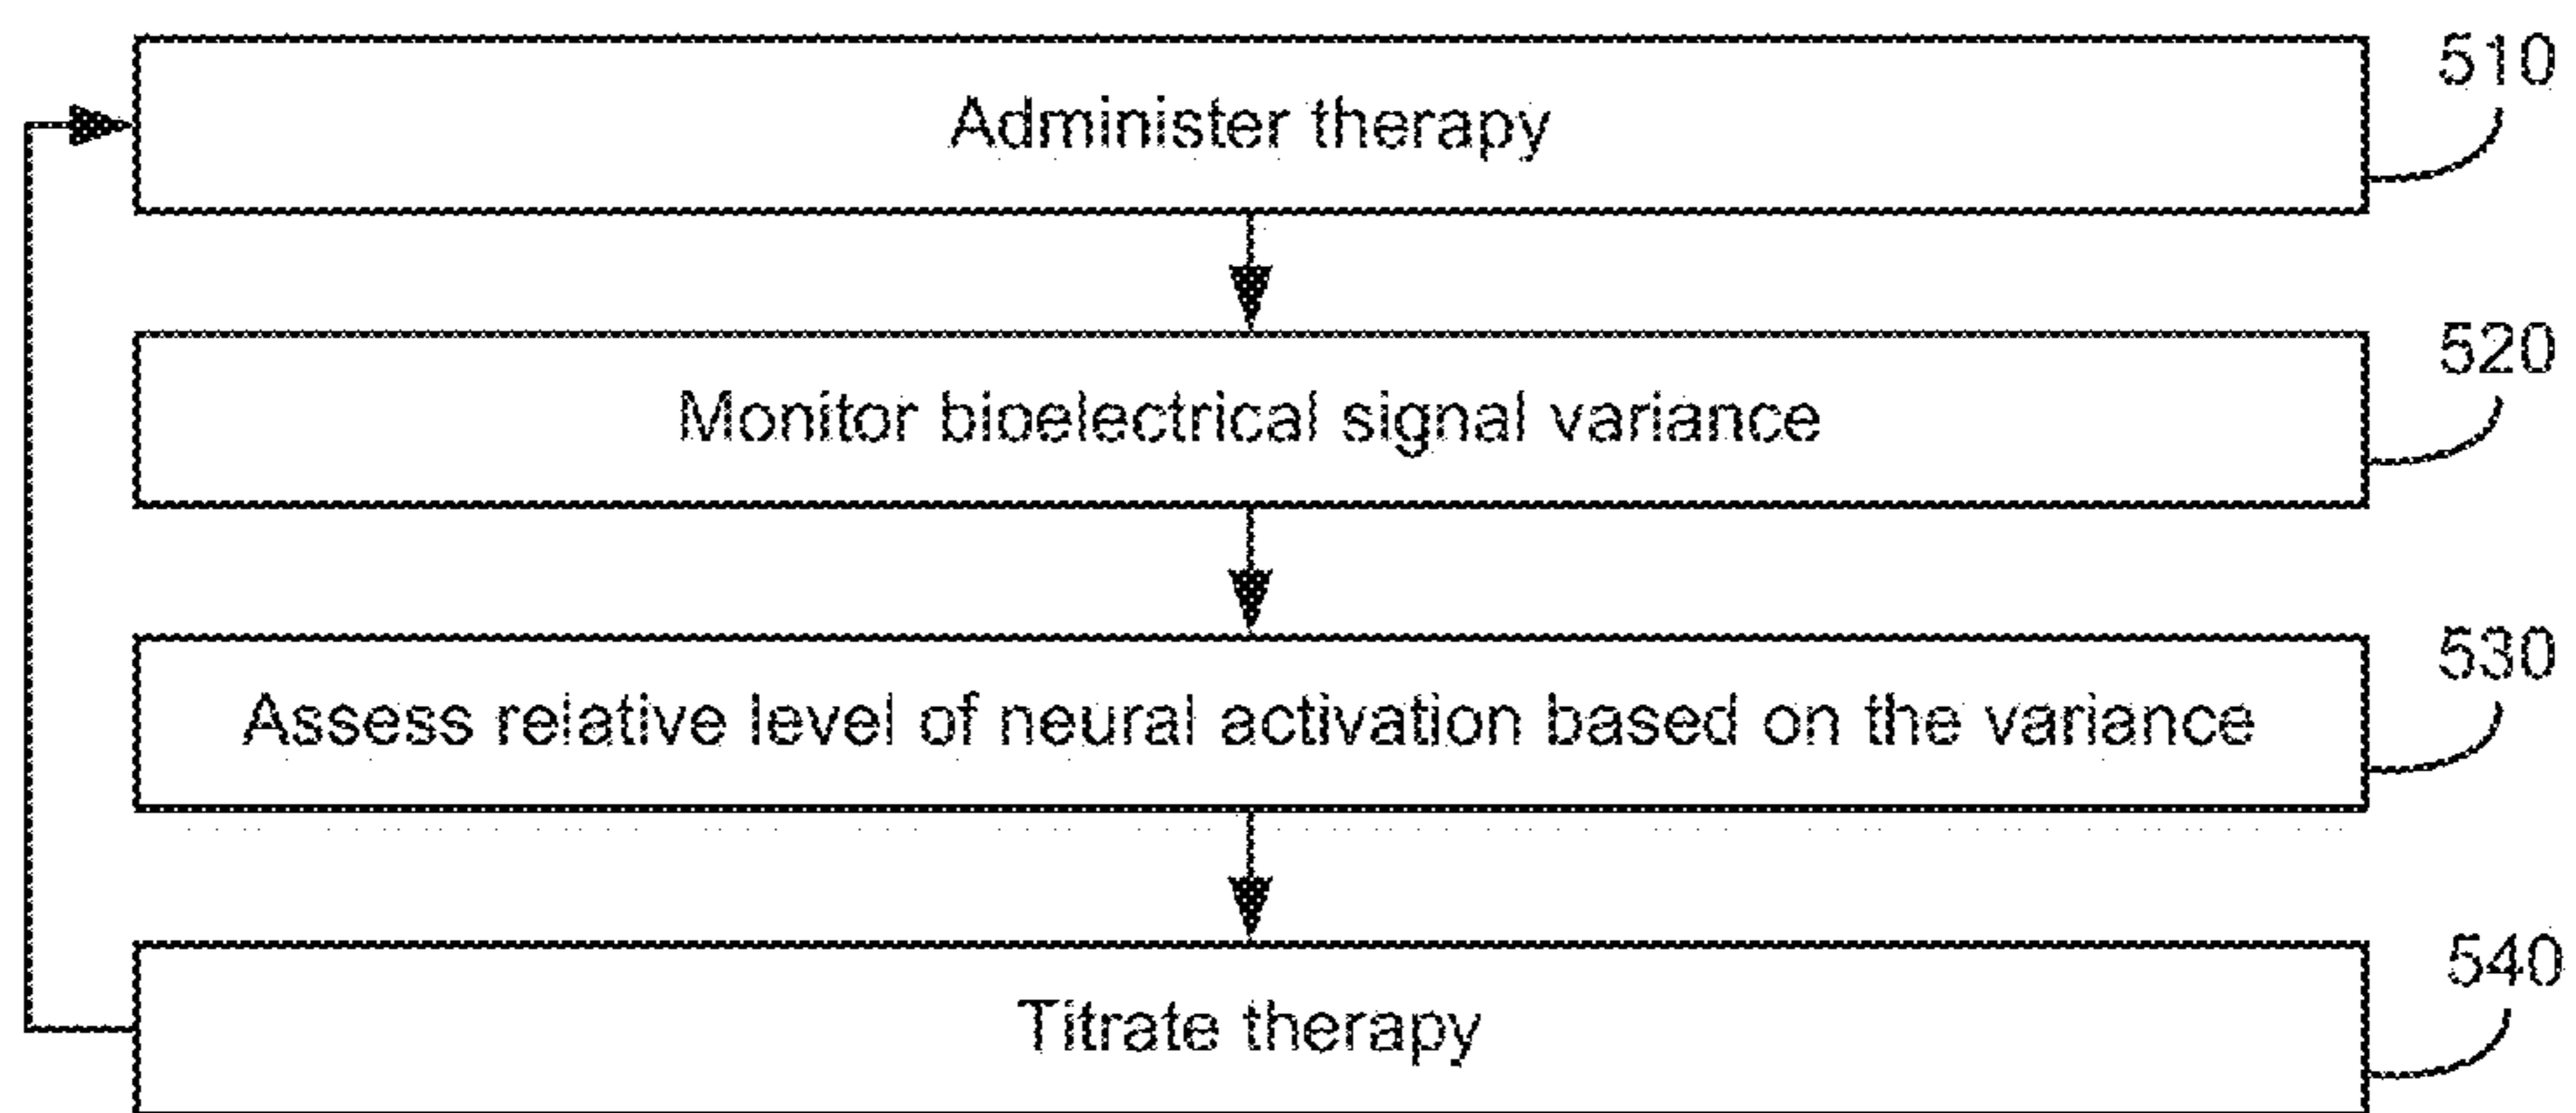 510
Administer therapy
520
Monitor bioelectrical signal variance
530
Assess relative level of neural activation based on the variance
540
Titrate therapy